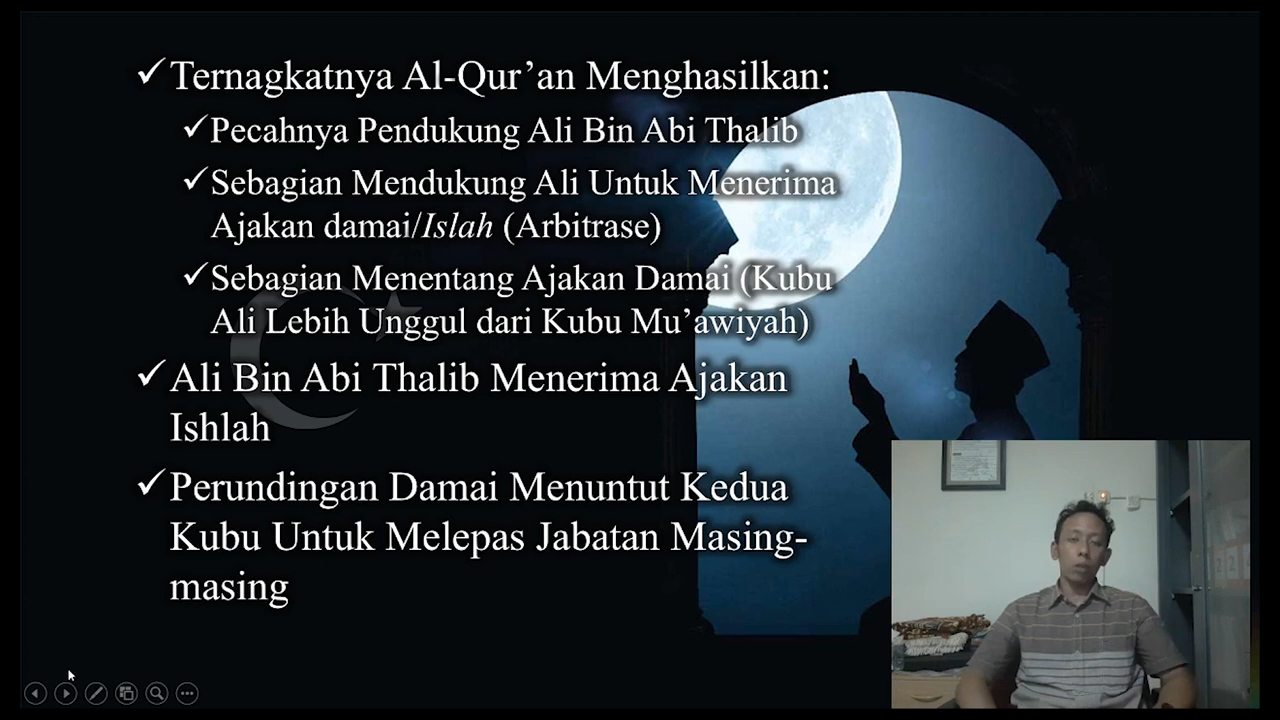 ✓Ternagkatnya Al-Qur’an Menghasilkan:
✓Pecahnya Pendukung Ali Bin Abi Thalib
✓Sebagian Mendukung Ali Untuk Menerima
Ajakan damai/Islah (Arbitrase)
✓Sebagian Menentang Ajakan Damai (Kubu
Ali Lebih Unggul dari Kubu Mu’awiyah)
✓Ali Bin Abi Thalib Menerima Ajakan
Ishlah
✓Perundingan Damai Menuntut Kedua
Kubu Untuk Melepas Jabatan Masing-
masing